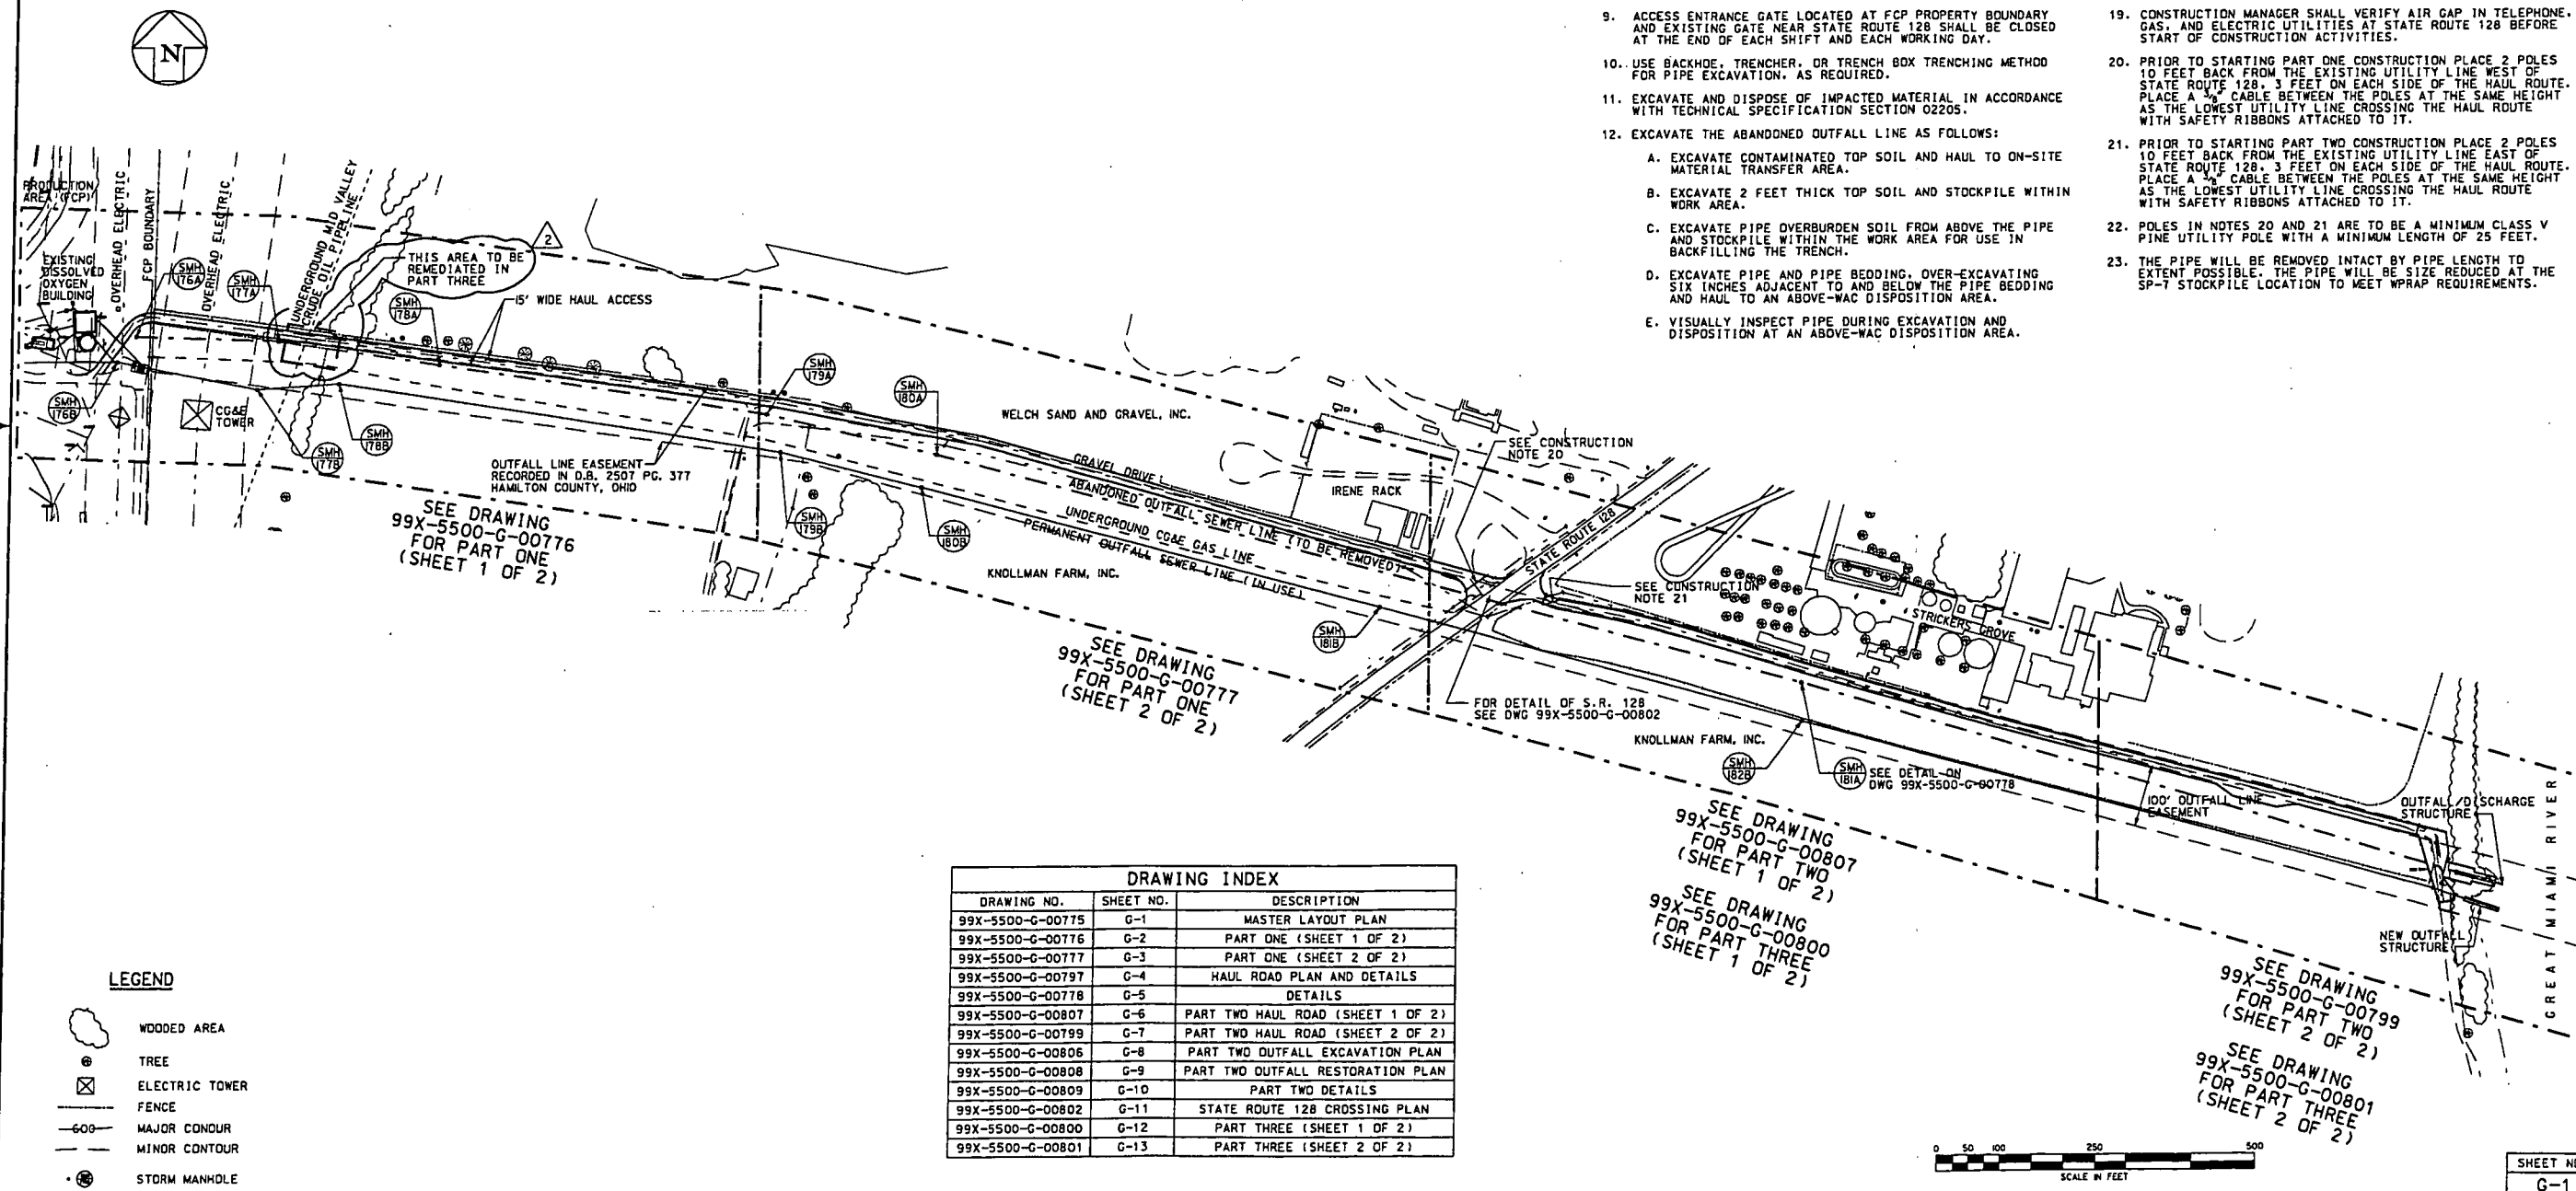 9. ACCESS ENTRANCE GATE LOCATED AT FCP PROPERTY BOUNDARY
AND EXISTING GATE NEAR STATE ROUTE 128 SHALL BE CLOSED
AT THE END OF EACH SHIFT AND EACH WORKING DAY.
10. USE BACKHOE, TRENCHER, OR TRENCH BOX TRENCHING METHOD
FOR PIPE EXCAVATION, AS REQUIRED.
11. EXCAVATE AND DISPOSE OF IMPACTED MATERIAL IN ACCORDANCE
WITH TECHNICAL SPECIFICATION SECTION 02205.
12. EXCAVATE THE ABANDONED OUTFALL LINE AS FOLLOWS:
A. EXCAVATE CONTAMINATED TOP SOIL AND HAUL TO ON-SITE
MATERIAL TRANSFER AREA.
B. EXCAVATE 2 FEET THICK TOP SOIL AND STOCKPILE WITHIN
WORK AREA.
C. EXCAVATE PIPE OVERBURDEN SOIL FROM ABOVE THE PIPE
AND STOCKPILE WITHIN THE WORK AREA FOR USE IN
BACKFILLING THE TRENCH.
D. EXCAVATE PIPE AND PIPE BEDDING, OVER-EXCAVATING
SIX INCHES ADJACENT TO AND BELOW THE PIPE BEDDING
AND HAUL TO AN ABOVE-WAC DISPOSITION AREA.
E. VISUALLY INSPECT PIPE DURING EXCAVATION AND
DISPOSITION AT AN ABOVE-WAC DISPOSITION AREA.
19. CONSTRUCTION MANAGER SHALL VERIFY AIR GAP IN TELEPHONE,
GAS, AND ELECTRIC UTILITIES AT STATE ROUTE 128 BEFORE
START OF CONSTRUCTION ACTIVITIES.
20. PRIOR TO STARTING PART ONE CONSTRUCTION PLACE 2 POLES
10 FEET BACK FROM THE EXISTING UTILITY LINE WEST OF
STATE ROUTE 128, 3 FEET ON EACH SIDE OF THE HAUL ROUTE.
PLACE A 3/8" CABLE BETWEEN THE POLES AT THE SAME HEIGHT
AS THE LOWEST UTILITY LINE CROSSING THE HAUL ROUTE
WITH SAFETY RIBBONS ATTACHED TO IT.
21. PRIOR TO STARTING PART TWO CONSTRUCTION PLACE 2 POLES
10 FEET BACK FROM THE EXISTING UTILITY LINE EAST OF
STATE ROUTE 128, 3 FEET ON EACH SIDE OF THE HAUL ROUTE.
PLACE A 3/8" CABLE BETWEEN THE POLES AT THE SAME HEIGHT
AS THE LOWEST UTILITY LINE CROSSING THE HAUL ROUTE
WITH SAFETY RIBBONS ATTACHED TO IT.
22. POLES IN NOTES 20 AND 21 ARE TO BE A MINIMUM CLASS V
PINE UTILITY POLE WITH A MINIMUM LENGTH OF 25 FEET.
23. THE PIPE WILL BE REMOVED INTACT BY PIPE LENGTH TO
EXTENT POSSIBLE. THE PIPE WILL BE SIZE REDUCED AT THE
SP-7 STOCKPILE LOCATION TO MEET WPRAP REQUIREMENTS.
N
PRODUCTION
AREA (FCP)
OVERHEAD ELECTRIC
FCP BOUNDARY
OVERHEAD ELECTRIC
UNDERGROUND MID VALLEY
CRUDE OIL PIPELINE
EXISTING
DISSOLVED
OXYGEN
BUILDING
SMH
176A
SMH
177A
2
THIS AREA TO BE
REMEDIATED IN
PART THREE
SMH
178A
15' WIDE HAUL ACCESS
SMH
176B
CG&E
TOWER
SMH
177B
SMH
178B
OUTFALL LINE EASEMENT
RECORDED IN D.B. 2507 PG. 377
HAMILTON COUNTY, OHIO
SMH
179A
SMH
180A
WELCH SAND AND GRAVEL, INC.
SMH
179B
SMH
180B
GRAVEL DRIVE
ABANDONED OUTFALL SEWER LINE (TO BE REMOVED)
UNDERGROUND CG&E GAS LINE
PERMANENT OUTFALL SEWER LINE (IN USE)
KNOLLMAN FARM, INC.
IRENE RACK
SEE CONSTRUCTION
NOTE 20
STATE ROUTE 128
SEE CONSTRUCTION
NOTE 21
STRICKERS GROVE
SMH
181B
FOR DETAIL OF S.R. 128
SEE DWG 99X-5500-G-00802
KNOLLMAN FARM, INC.
SMH
182B
SMH
181A
SEE DETAIL ON
DWG 99X-5500-G-00778
100' OUTFALL LINE
EASEMENT
OUTFALL/DISCHARGE
STRUCTURE
NEW OUTFALL
STRUCTURE
GREAT MIAMI RIVER
SEE DRAWING
99X-5500-G-00776
FOR PART ONE
(SHEET 1 OF 2)
SEE DRAWING
99X-5500-G-00777
FOR PART ONE
(SHEET 2 OF 2)
SEE DRAWING
99X-5500-G-00807
FOR PART TWO
(SHEET 1 OF 2)
SEE DRAWING
99X-5500-G-00800
FOR PART THREE
(SHEET 1 OF 2)
SEE DRAWING
99X-5500-G-00799
FOR PART TWO
(SHEET 2 OF 2)
SEE DRAWING
99X-5500-G-00801
FOR PART THREE
(SHEET 2 OF 2)
DRAWING INDEX
DRAWING NO. SHEET NO. DESCRIPTION
99X-5500-G-00775 G-1 MASTER LAYOUT PLAN
99X-5500-G-00776 G-2 PART ONE (SHEET 1 OF 2)
99X-5500-G-00777 G-3 PART ONE (SHEET 2 OF 2)
99X-5500-G-00797 G-4 HAUL ROAD PLAN AND DETAILS
99X-5500-G-00778 G-5 DETAILS
99X-5500-G-00807 G-6 PART TWO HAUL ROAD (SHEET 1 OF 2)
99X-5500-G-00799 G-7 PART TWO HAUL ROAD (SHEET 2 OF 2)
99X-5500-G-00806 G-8 PART TWO OUTFALL EXCAVATION PLAN
99X-5500-G-00808 G-9 PART TWO OUTFALL RESTORATION PLAN
99X-5500-G-00809 G-10 PART TWO DETAILS
99X-5500-G-00802 G-11 STATE ROUTE 128 CROSSING PLAN
99X-5500-G-00800 G-12 PART THREE (SHEET 1 OF 2)
99X-5500-G-00801 G-13 PART THREE (SHEET 2 OF 2)
LEGEND
WOODED AREA
TREE
ELECTRIC TOWER
FENCE
600 MAJOR CONDUR
MINOR CONTOUR
STORM MANHOLE
0 50 100 250 500
SCALE IN FEET
SHEET
G-1